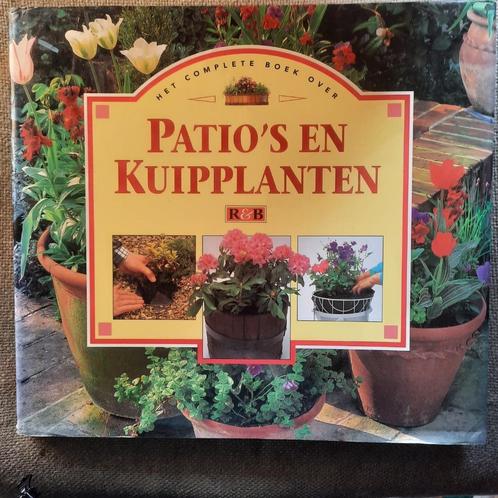 HET COMPLETE BOEK OVER
PATIO'S EN
KUIPPLANTEN
R&B